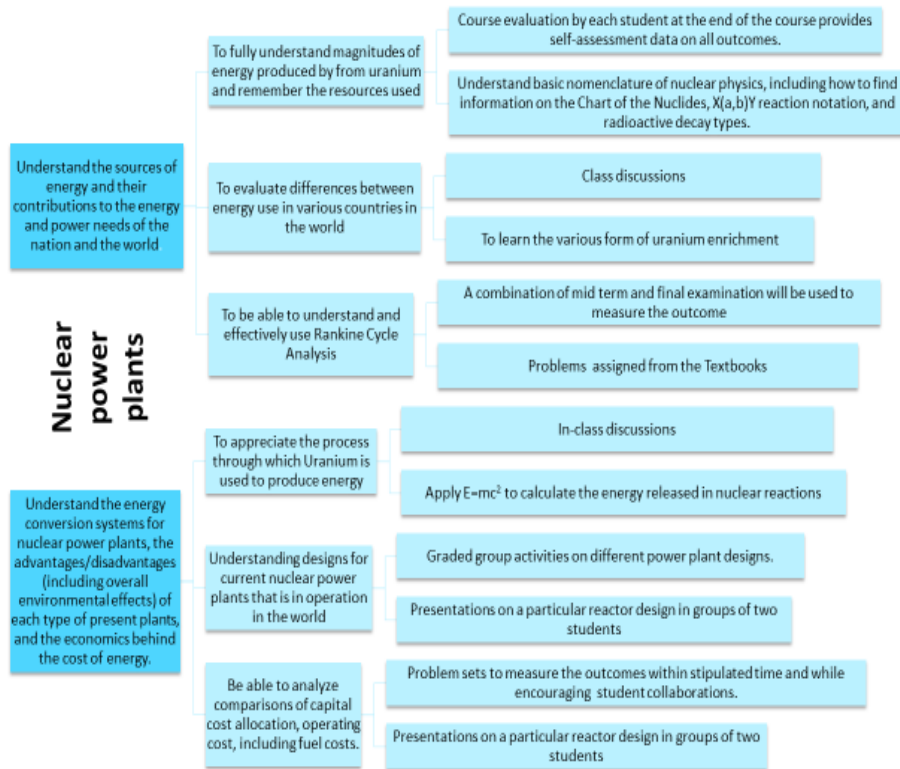 Nuclear
power
plants
Understand the sources of
energy and their
contributions to the energy
and power needs of the
nation and the world.
To fully understand magnitudes of
energy produced by from uranium
and remember the resources used
Course evaluation by each student at the end of the course provides
self-assessment data on all outcomes.
Understand basic nomenclature of nuclear physics, including how to find
information on the Chart of the Nuclides, X(a,b)Y reaction notation, and
radioactive decay types.
To evaluate differences between
energy use in various countries in
the world
Class discussions
To learn the various form of uranium enrichment
To be able to understand and
effectively use Rankine Cycle
Analysis
A combination of mid term and final examination will be used to
measure the outcome
Problems assigned from the Textbooks
Understand the energy
conversion systems for
nuclear power plants, the
advantages/disadvantages
(including overall
environmental effects) of
each type of present plants,
and the economics behind
the cost of energy.
To appreciate the process
through which Uranium is
used to produce energy
In-class discussions
Apply E=mc² to calculate the energy released in nuclear reactions
Understanding designs for
current nuclear power
plants that is in operation
in the world
Graded group activities on different power plant designs.
Presentations on a particular reactor design in groups of two
students
Be able to analyze
comparisons of capital
cost allocation, operating
cost, including fuel costs.
Problem sets to measure the outcomes within stipulated time and while
encouraging student collaborations.
Presentations on a particular reactor design in groups of two
students